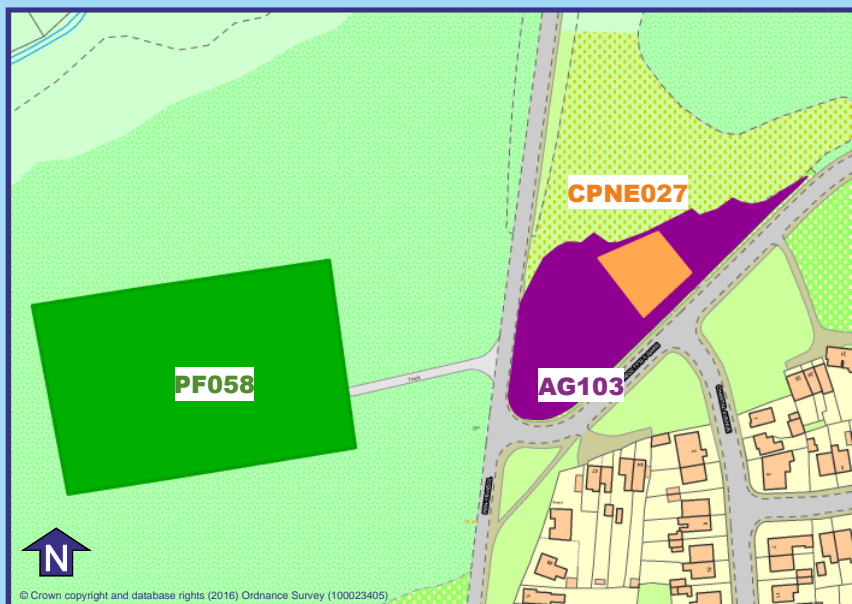 CPNE027
PF058
Track
AG103
N
© Crown copyright and database rights (2016) Ordnance Survey (100023405)